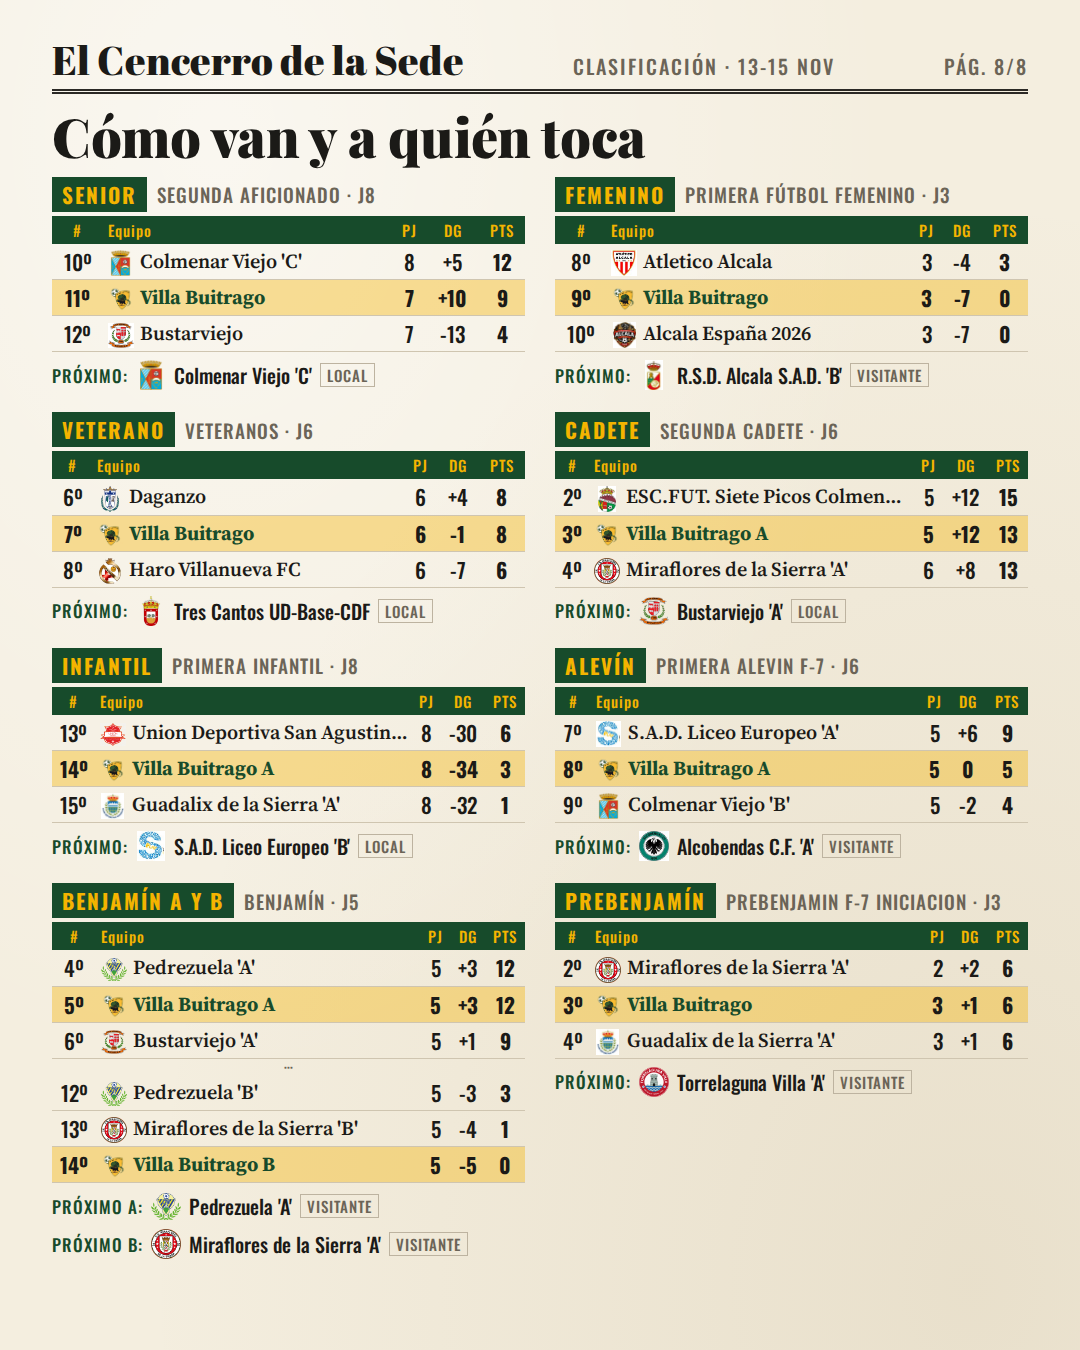 El Cencerro de la Sede CLASIFICACIÓN · 13-15 NOV PÁG. 8/8
Cómo van y a quién toca
SENIOR SEGUNDA AFICIONADO · J8
# Equipo PJ DG PTS
10º Colmenar Viejo 'C' 8 +5 12
11º Villa Buitrago 7 +10 9
12º Bustarviejo 7 -13 4
PRÓXIMO: Colmenar Viejo 'C' LOCAL
FEMENINO PRIMERA FÚTBOL FEMENINO · J3
# Equipo PJ DG PTS
8º Atletico Alcala 3 -4 3
9º Villa Buitrago 3 -7 0
10º Alcala España 2026 3 -7 0
PRÓXIMO: R.S.D. Alcala S.A.D. 'B' VISITANTE
VETERANO VETERANOS · J6
# Equipo PJ DG PTS
6º Daganzo 6 +4 8
7º Villa Buitrago 6 -1 8
8º Haro Villanueva FC 6 -7 6
PRÓXIMO: Tres Cantos UD-Base-CDF LOCAL
CADETE SEGUNDA CADETE · J6
# Equipo PJ DG PTS
2º ESC.FUT. Siete Picos Colmen... 5 +12 15
3º Villa Buitrago A 5 +12 13
4º Miraflores de la Sierra 'A' 6 +8 13
PRÓXIMO: Bustarviejo 'A' LOCAL
INFANTIL PRIMERA INFANTIL · J8
# Equipo PJ DG PTS
13º Union Deportiva San Agustin... 8 -30 6
14º Villa Buitrago A 8 -34 3
15º Guadalix de la Sierra 'A' 8 -32 1
PRÓXIMO: S.A.D. Liceo Europeo 'B' LOCAL
ALEVÍN PRIMERA ALEVIN F-7 · J6
# Equipo PJ DG PTS
7º S.A.D. Liceo Europeo 'A' 5 +6 9
8º Villa Buitrago A 5 0 5
9º Colmenar Viejo 'B' 5 -2 4
PRÓXIMO: Alcobendas C.F. 'A' VISITANTE
BENJAMÍN A Y B BENJAMÍN · J5
# Equipo PJ DG PTS
4º Pedrezuela 'A' 5 +3 12
5º Villa Buitrago A 5 +3 12
6º Bustarviejo 'A' 5 +1 9
...
12º Pedrezuela 'B' 5 -3 3
13º Miraflores de la Sierra 'B' 5 -4 1
14º Villa Buitrago B 5 -5 0
PRÓXIMO A: Pedrezuela 'A' VISITANTE
PRÓXIMO B: Miraflores de la Sierra 'A' VISITANTE
PREBENJAMÍN PREBENJAMIN F-7 INICIACION · J3
# Equipo PJ DG PTS
2º Miraflores de la Sierra 'A' 2 +2 6
3º Villa Buitrago 3 +1 6
4º Guadalix de la Sierra 'A' 3 +1 6
PRÓXIMO: Torrelaguna Villa 'A' VISITANTE